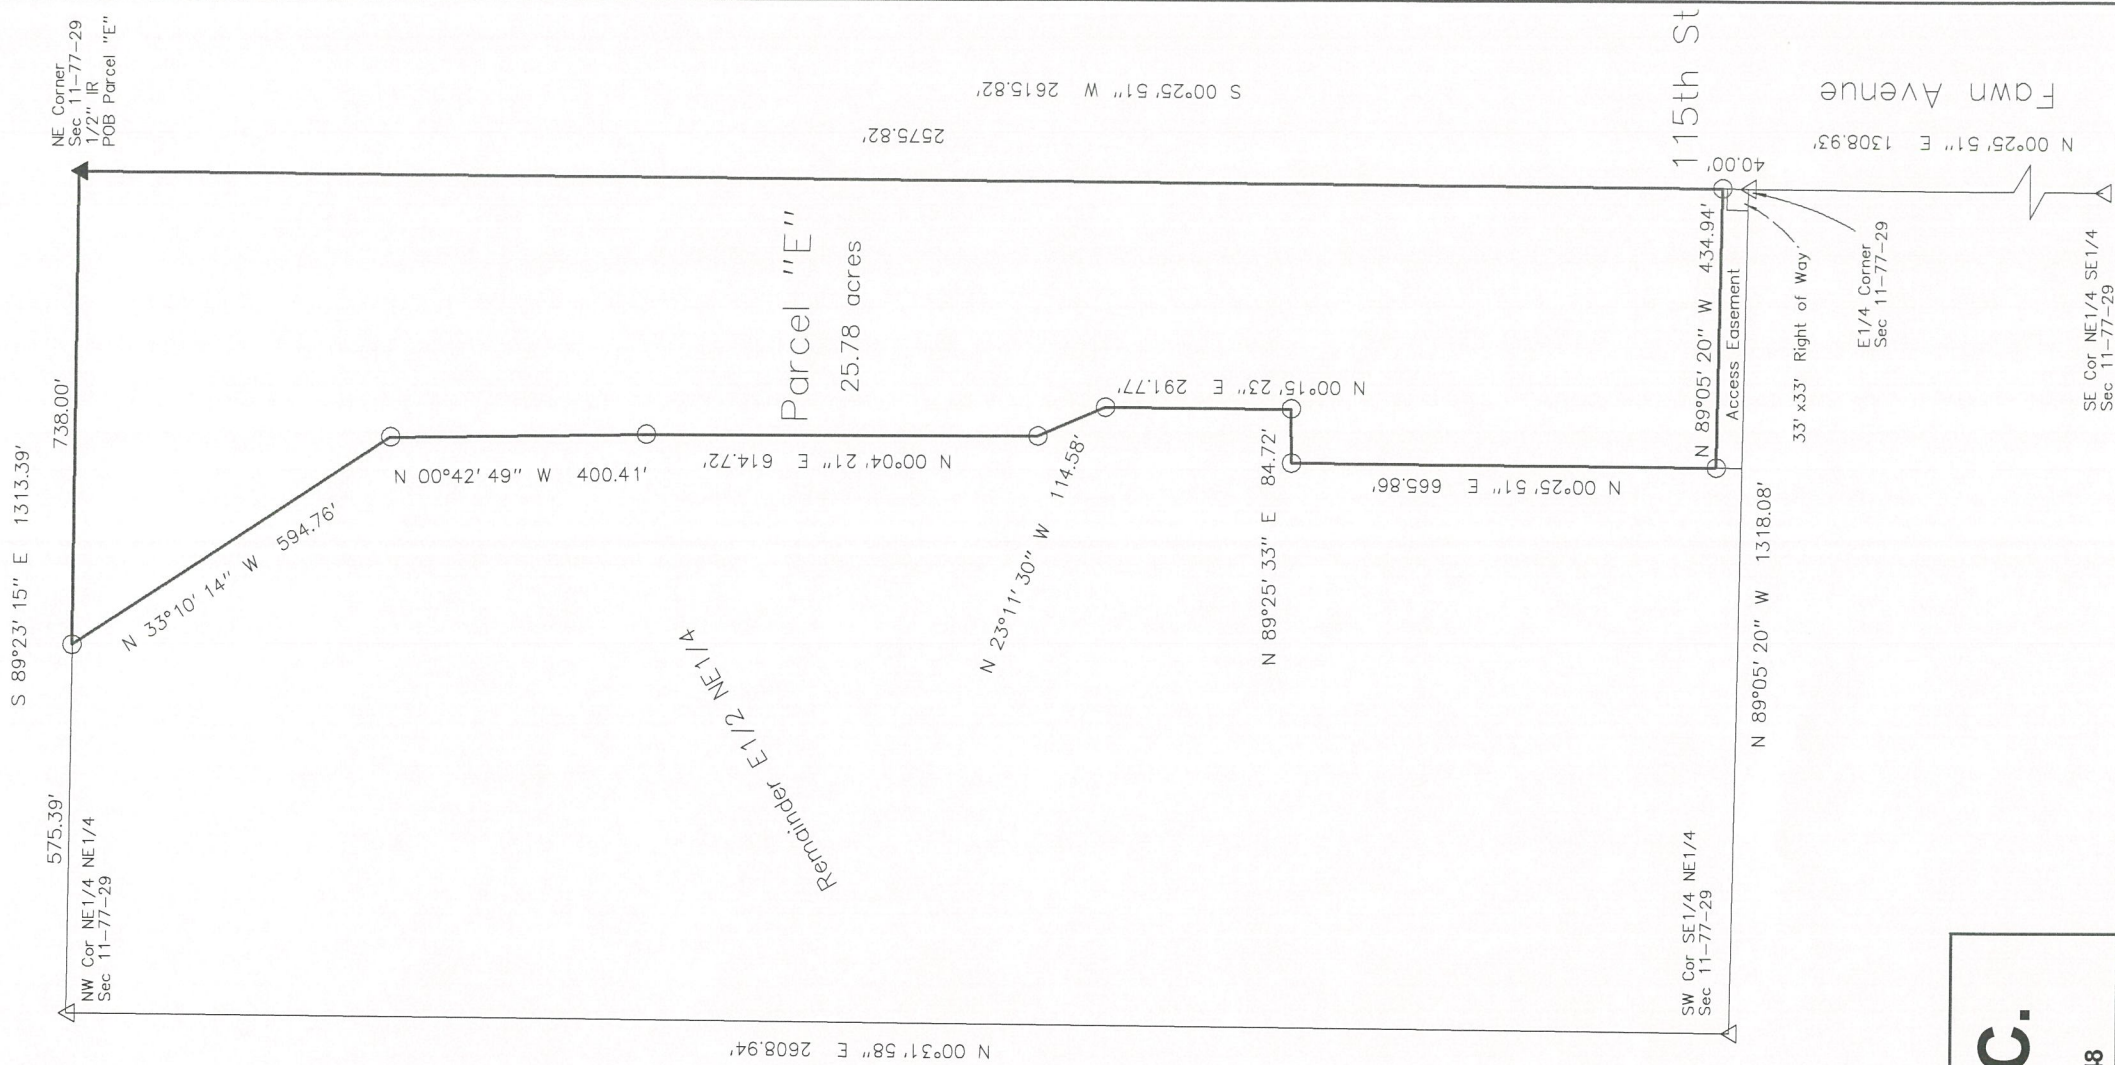 NE Corner
Sec 11-77-29
1/2" IR
POB Parcel "E"
S 89°23'15" E 1313.39'
738.00'
575.39'
NW Cor NE1/4 NE1/4
Sec 11-77-29
S 00°25'51" W 2615.82'
2575.82'
Parcel "E"
25.78 acres
N 33°10'14" W 594.76'
N 00°42'49" W 400.41'
N 00°04'21" E 614.72'
N 23°11'30" W 114.58'
N 00°15'23" E 291.77'
N 89°25'33" E 84.72'
N 00°25'51" E 665.86'
N 89°05'20" W 434.94'
Access Easement
Remainder E1/2 NE1/4
N 00°31'58" E 2608.94'
SW Cor SE1/4 NE1/4
Sec 11-77-29
N 89°05'20" W 1318.08'
115th St
40.00'
Fawn Avenue
N 00°25'51" E 1308.93'
33'x33' Right of Way
E1/4 Corner
Sec 11-77-29
SE Cor NE1/4 SE1/4
Sec 11-77-29
C.